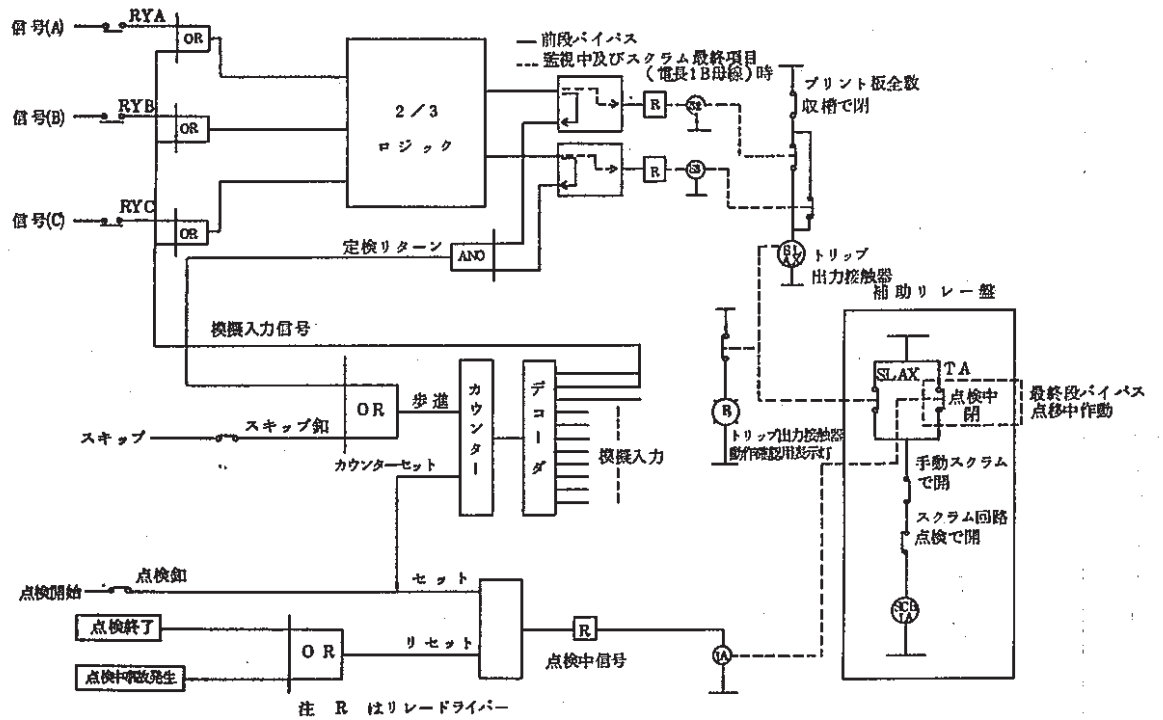 信号(A)
RYA
OR
信号(B)
RYB
OR
信号(C)
RYC
OR
2/3
ロジック
前段バイパス
監視中及びスクラム最終項目
(電長1B母線)時
R
S2
R
S3
プリント板全数
収榴で閉
定検リターン
AND
トリップ
出力接触器
補助リレー盤
模擬入力信号
SLAX
TA
点検中
閉
最終段バイパス
点移中作動
OR
歩進
カウンター
デコーダ
スキップ
スキップ釦
カウンターセット
模擬入力
R
トリップ出力接触器
動作確認用表示灯
手動スクラム
で開
スクラム回路
点検で開
点検開始
点検釦
セット
点検終了
OR
リセット
点検中事故発生
R
点検中信号
1A
SCB
1A
注 R はリレードライバー